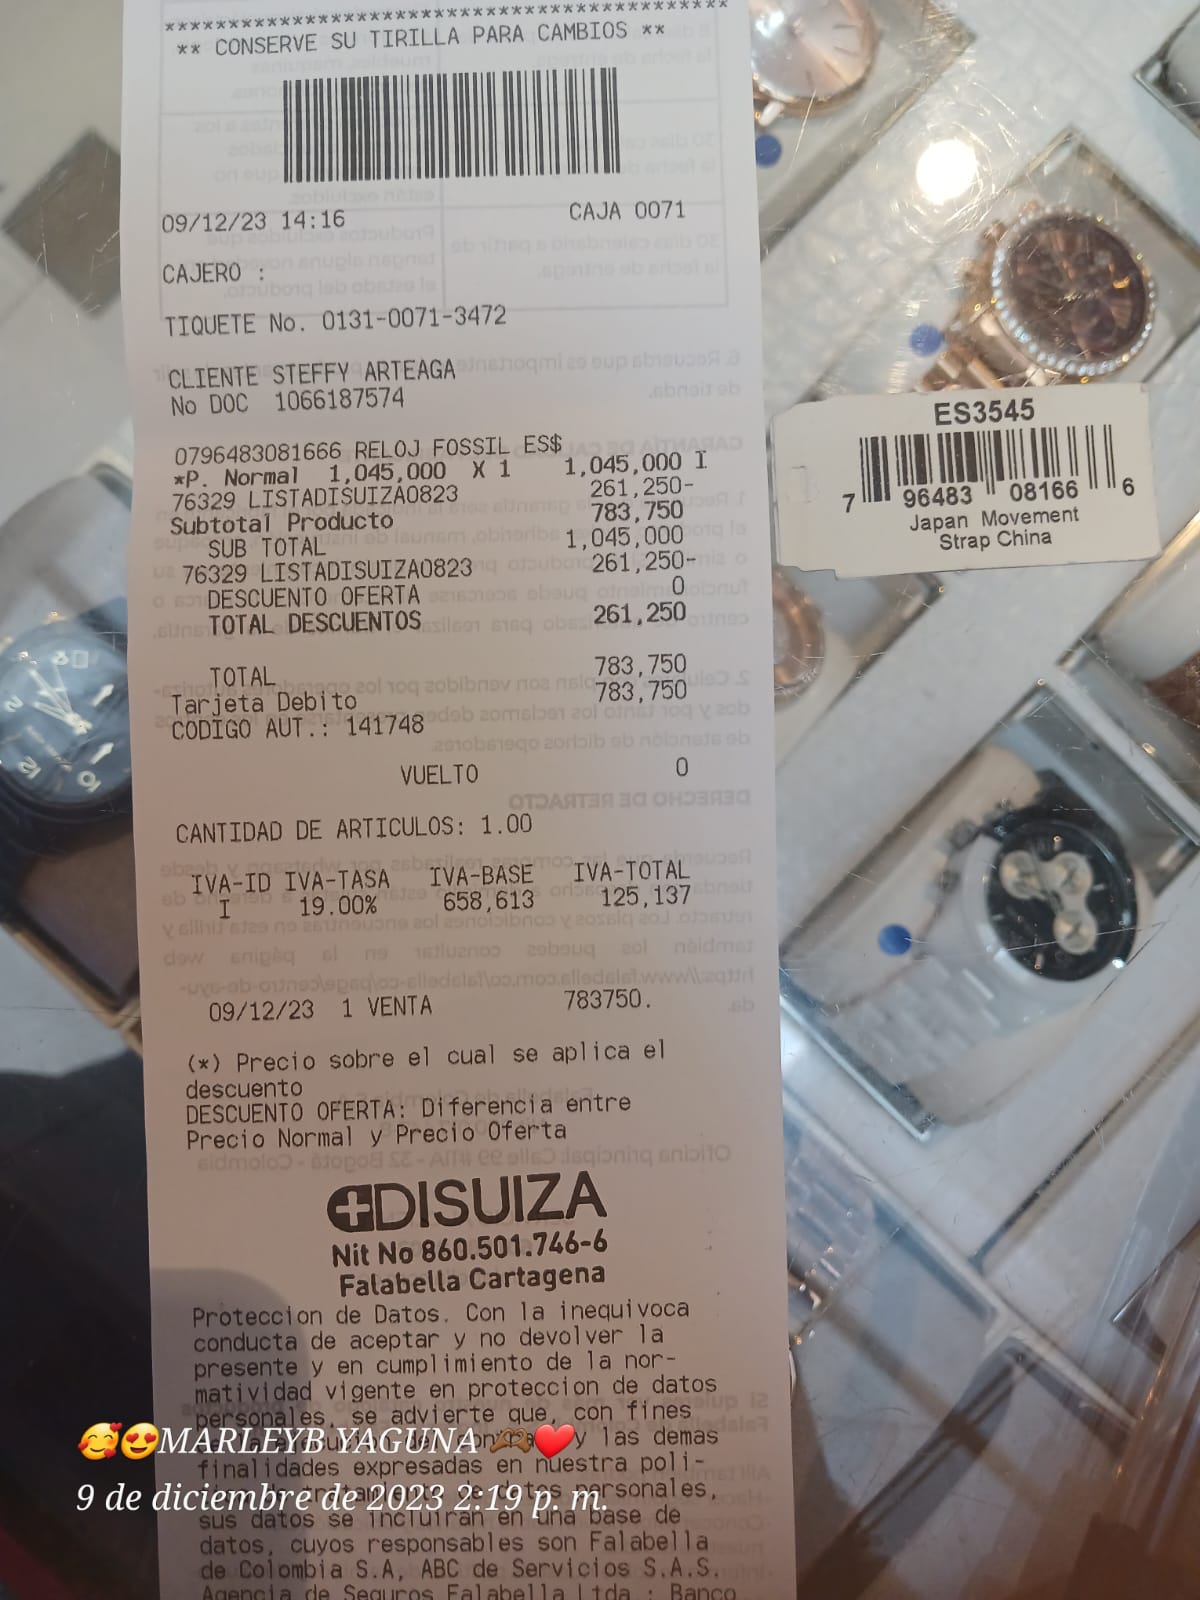 ** CONSERVE SU TIRILLA PARA CAMBIOS **
09/12/23 14:16 CAJA 0071
CAJERO :
TIQUETE No. 0131-0071-3472
CLIENTE STEFFY ARTEAGA
No DOC 1066187574
0796483081666 RELOJ FOSSIL ES$
*P. Normal 1,045,000 X 1 1,045,000 I
76329 LISTADISUIZA0823 261,250-
Subtotal Producto 783,750
SUB TOTAL 1,045,000
76329 LISTADISUIZA0823 261,250-
DESCUENTO OFERTA 0
TOTAL DESCUENTOS 261,250
TOTAL 783,750
Tarjeta Debito 783,750
CODIGO AUT.: 141748
VUELTO 0
CANTIDAD DE ARTICULOS: 1.00
IVA-ID IVA-TASA IVA-BASE IVA-TOTAL
I 19.00% 658,613 125,137
09/12/23 1 VENTA 783750.
(*) Precio sobre el cual se aplica el
descuento
DESCUENTO OFERTA: Diferencia entre
Precio Normal y Precio Oferta
DISUIZA
Nit No 860.501.746-6
Falabella Cartagena
Proteccion de Datos. Con la inequivoca
conducta de aceptar y no devolver la
presente y en cumplimiento de la nor-
matividad vigente en proteccion de datos
personales, se advierte que, con fines
y las demas
finalidades expresadas en nuestra poli-
personales,
sus datos se incluiran en una base de
datos, cuyos responsables son Falabella
de Colombia S.A, ABC de Servicios S.A.S.
Agencia de Seguros Falabella Ltda.; Banco
ES3545
7 96483 08166 6
Japan Movement
Strap China
🥰😍MARLEYB YAGUNA 🫶🏾❤️
9 de diciembre de 2023 2:19 p. m.